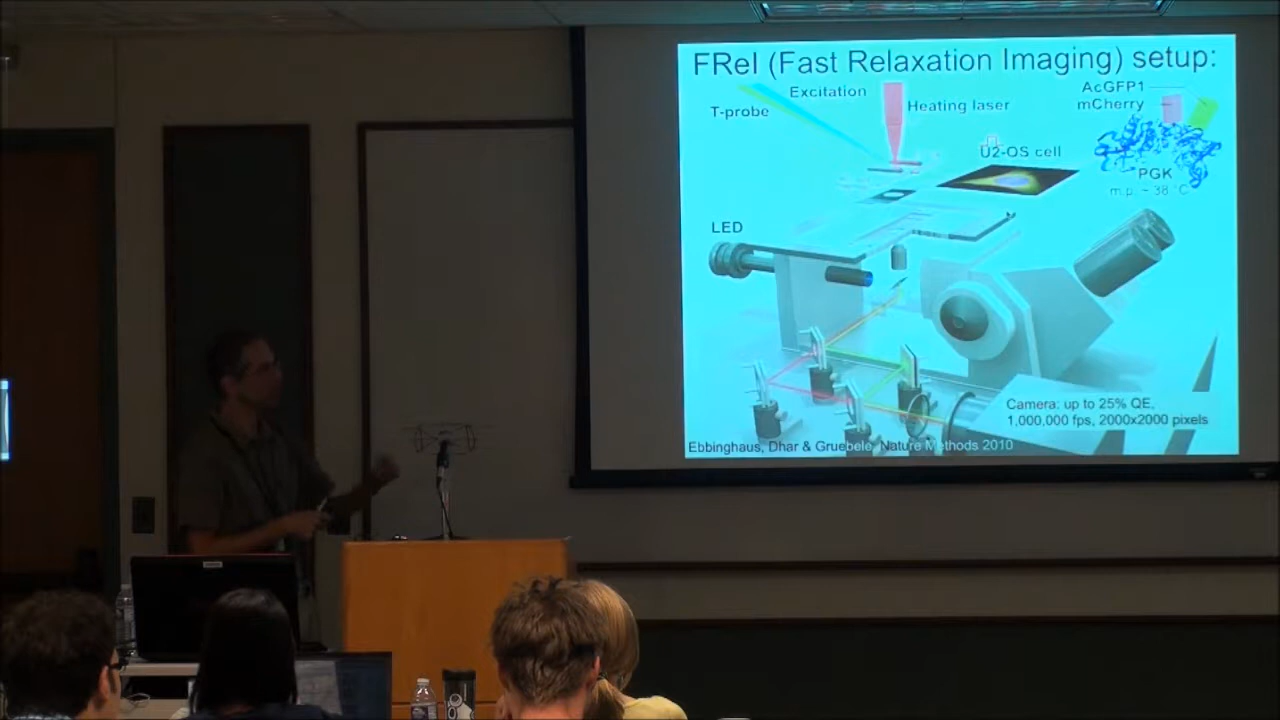 FReI (Fast Relaxation Imaging) setup:
Excitation
T-probe
Heating laser
AcGFP1
mCherry
U2-OS cell
PGK
m.p. ~ 38 °C
LED
Camera: up to 25% QE,
1,000,000 fps, 2000x2000 pixels
Ebbinghaus, Dhar & Gruebele, Nature Methods 2010